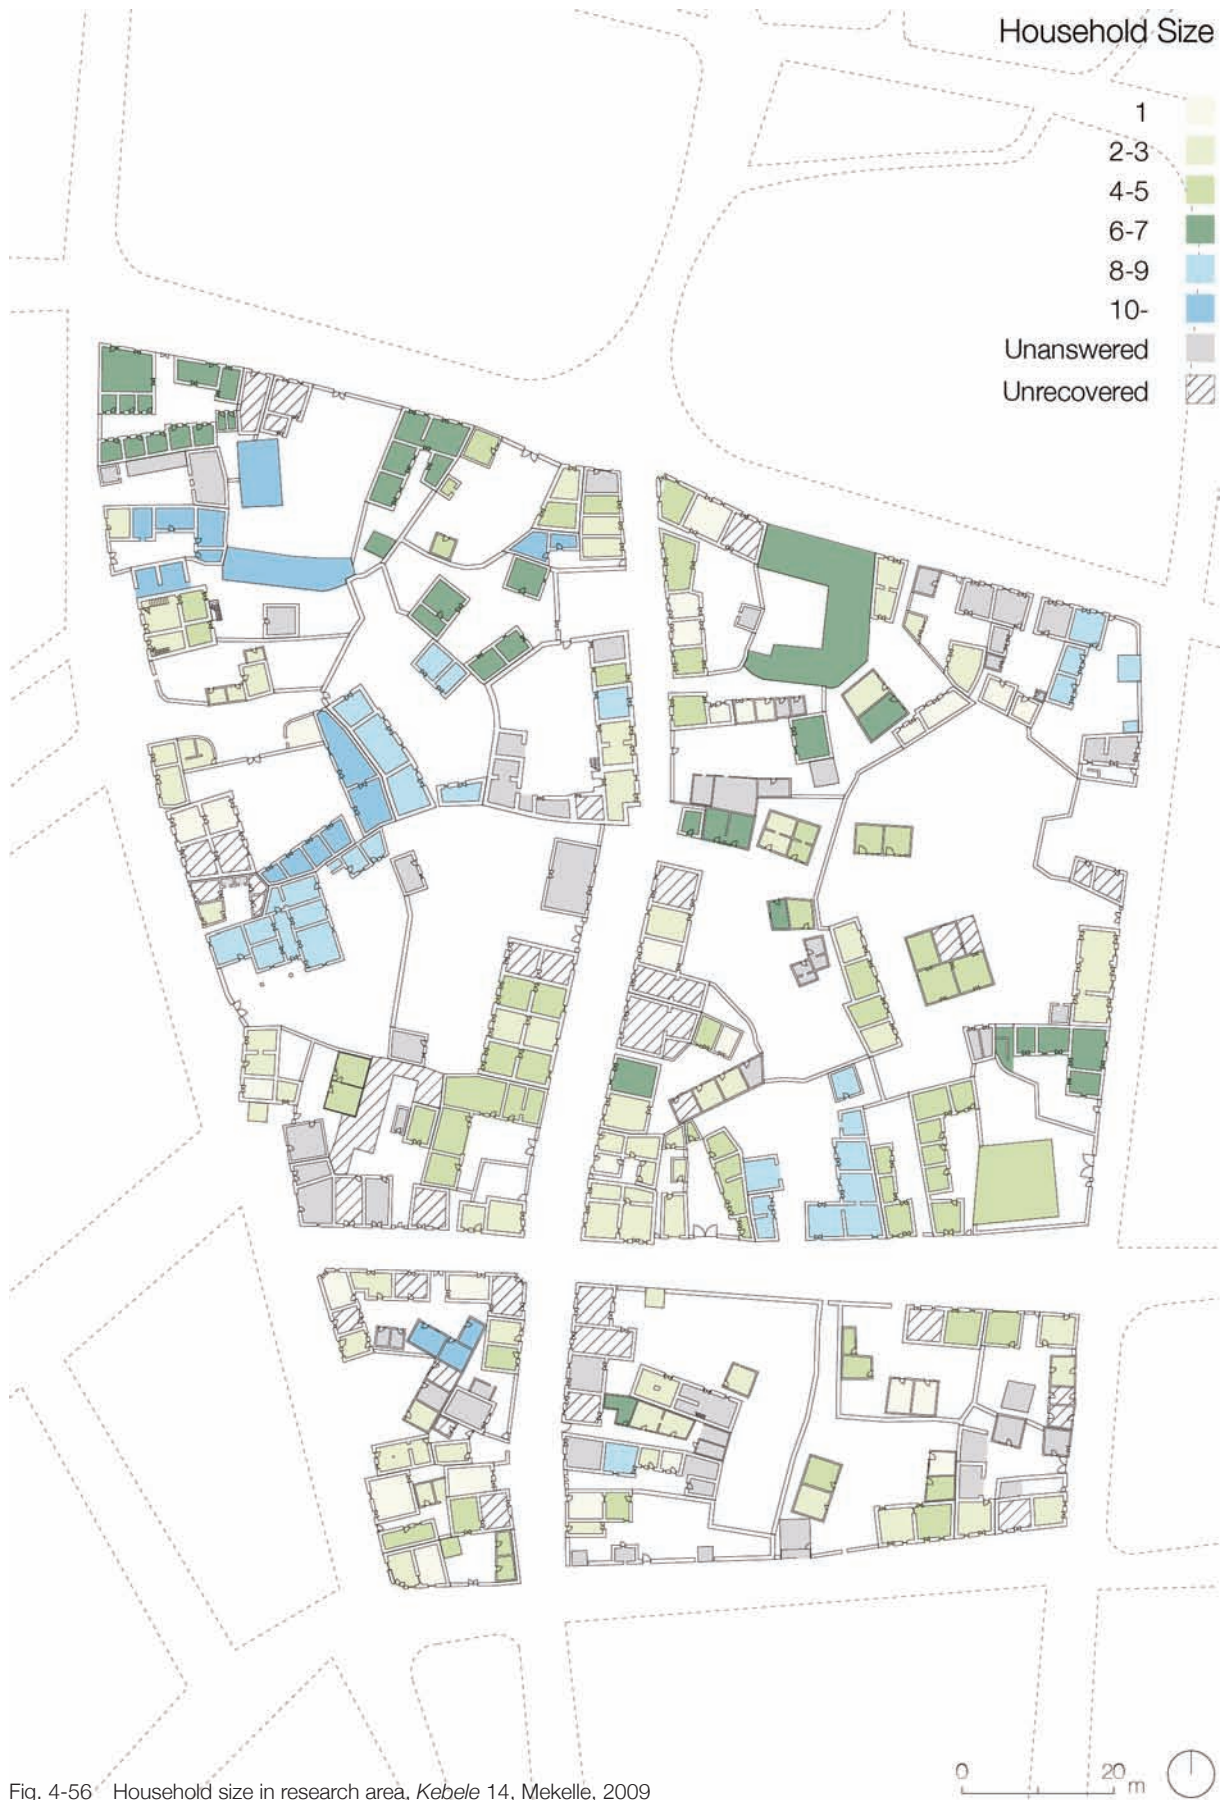 Household Size
1
2-3
4-5
6-7
8-9
10-
Unanswered
Unrecovered
0 20 m
Fig. 4-56 Household size in research area, Kebele 14, Mekelle, 2009